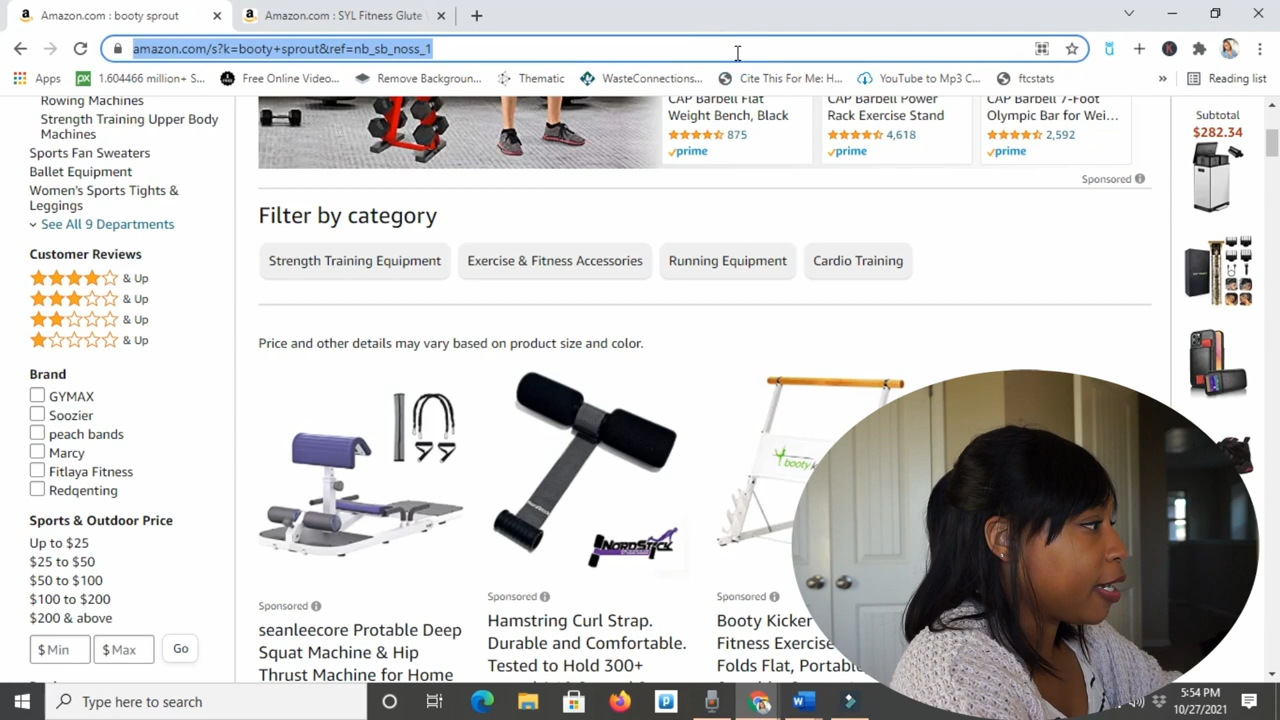 Amazon.com : booty sprout
Amazon.com : SYL Fitness Glute
amazon.com/s?k=booty+sprout&ref=nb_sb_noss_1
Apps
1.604466 million+ S...
Free Online Video...
Remove Backgroun...
Thematic
WasteConnections...
Cite This For Me: H...
YouTube to Mp3 C...
ftcstats
»
Reading list
Rowing Machines
Strength Training Upper Body
Machines
Sports Fan Sweaters
Ballet Equipment
Women's Sports Tights &
Leggings
See All 9 Departments
Customer Reviews
& Up
& Up
& Up
& Up
Brand
GYMAX
Soozier
peach bands
Marcy
Fitlaya Fitness
Redqenting
Sports & Outdoor Price
Up to $25
$25 to $50
$50 to $100
$100 to $200
$200 & above
$ Min
$ Max
Go
CAP Barbell Flat
Weight Bench, Black
875
prime
CAP Barbell Power
Rack Exercise Stand
4,618
prime
CAP Barbell 7-Foot
Olympic Bar for Wei...
2,592
prime
Sponsored
Subtotal
$282.34
Filter by category
Strength Training Equipment
Exercise & Fitness Accessories
Running Equipment
Cardio Training
Price and other details may vary based on product size and color.
NORDSTICK
booty k
Sponsored
seanleecore Protable Deep
Squat Machine & Hip
Thrust Machine for Home
Sponsored
Hamstring Curl Strap.
Durable and Comfortable.
Tested to Hold 300+
Sponsored
Booty Kicker
Fitness Exercise
Folds Flat, Portable
Type here to search
5:54 PM
10/27/2021